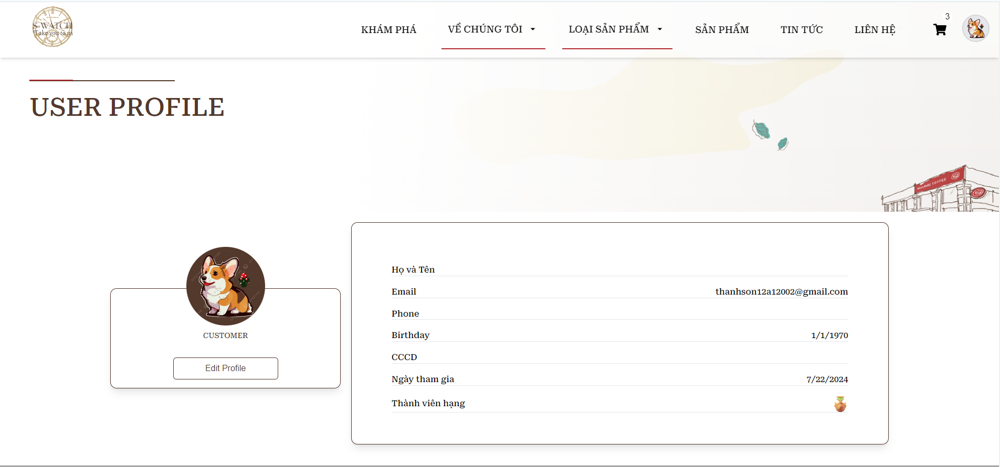 S-WATCH
Take you to us
KHÁM PHÁ
VỀ CHÚNG TÔI
LOẠI SẢN PHẨM
SẢN PHẨM
TIN TỨC
LIÊN HỆ
3
USER PROFILE
HIGHLANDS COFFEE
CUSTOMER
Edit Profile
Họ và Tên
Email thanhson12a12002@gmail.com
Phone
Birthday 1/1/1970
CCCD
Ngày tham gia 7/22/2024
Thành viên hạng